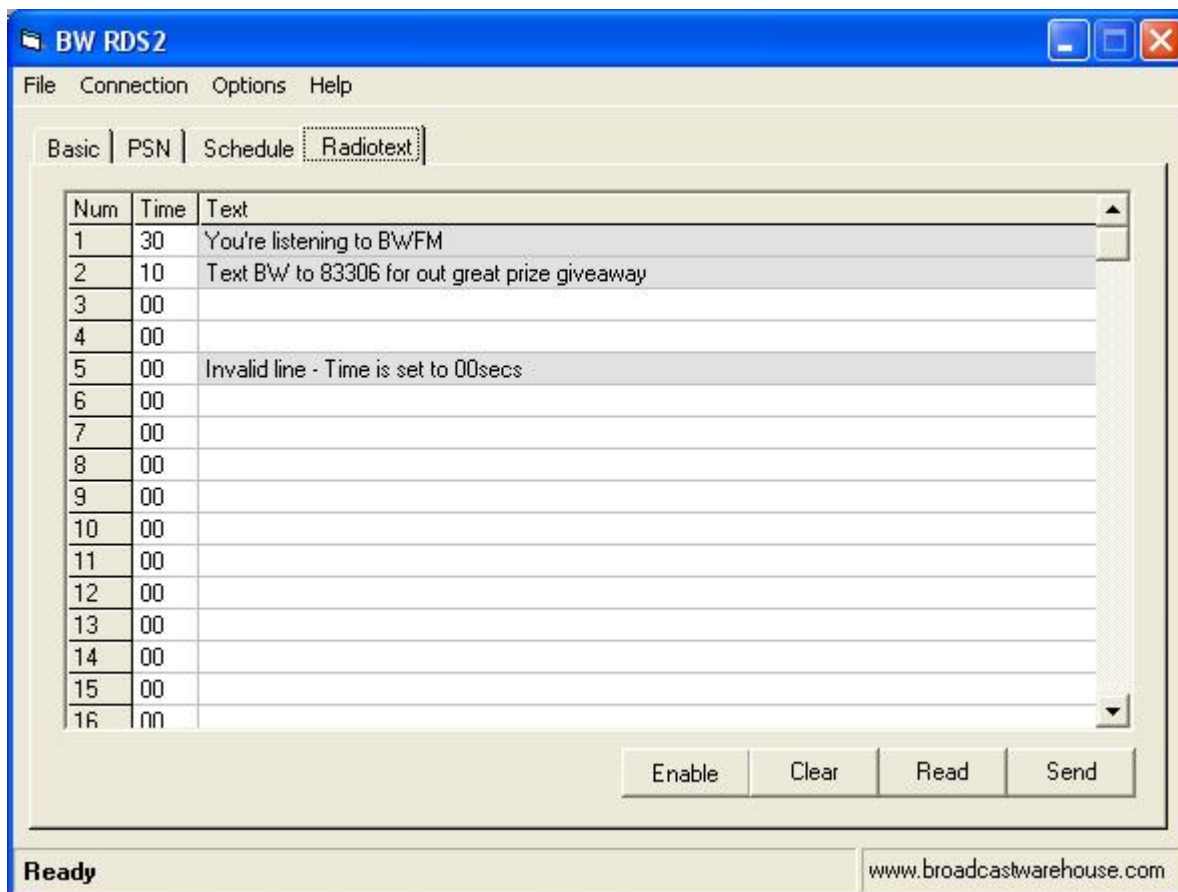 BW RDS2
File Connection Options Help
Basic PSN Schedule Radiotext
Num Time Text
1 30 You're listening to BWFM
2 10 Text BW to 83306 for out great prize giveaway
3 00
4 00
5 00 Invalid line - Time is set to 00secs
6 00
7 00
8 00
9 00
10 00
11 00
12 00
13 00
14 00
15 00
16 00
Enable Clear Read Send
Ready www.broadcastwarehouse.com